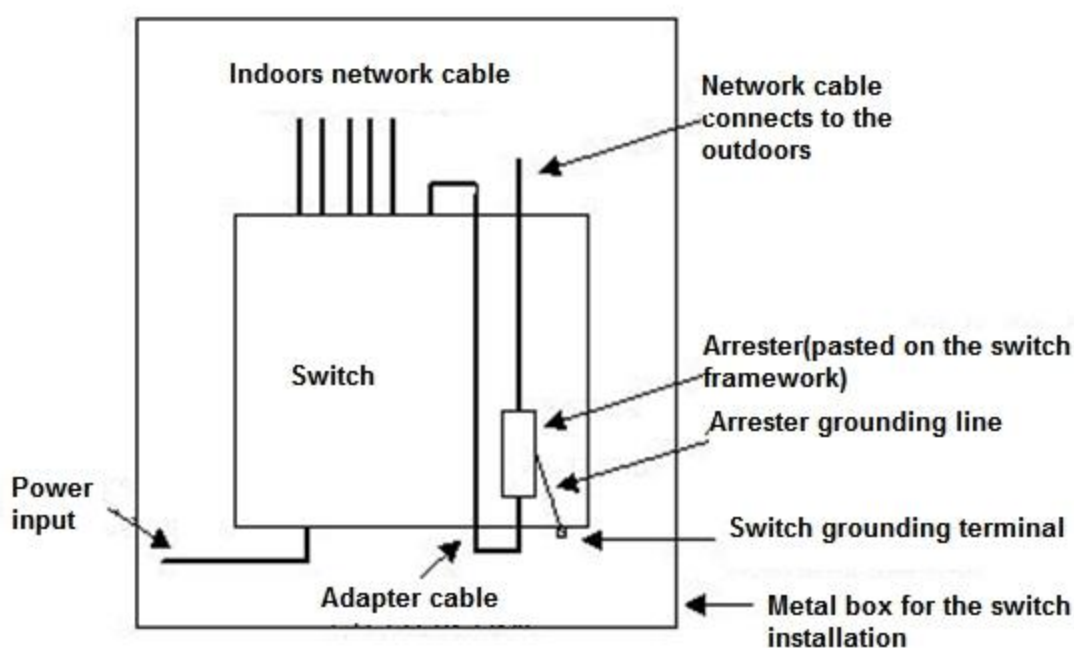 Indoors network cable
Network cable
connects to the
outdoors
Switch
Arrester(pasted on the switch
framework)
Arrester grounding line
Power
input
Switch grounding terminal
Adapter cable
Metal box for the switch
installation